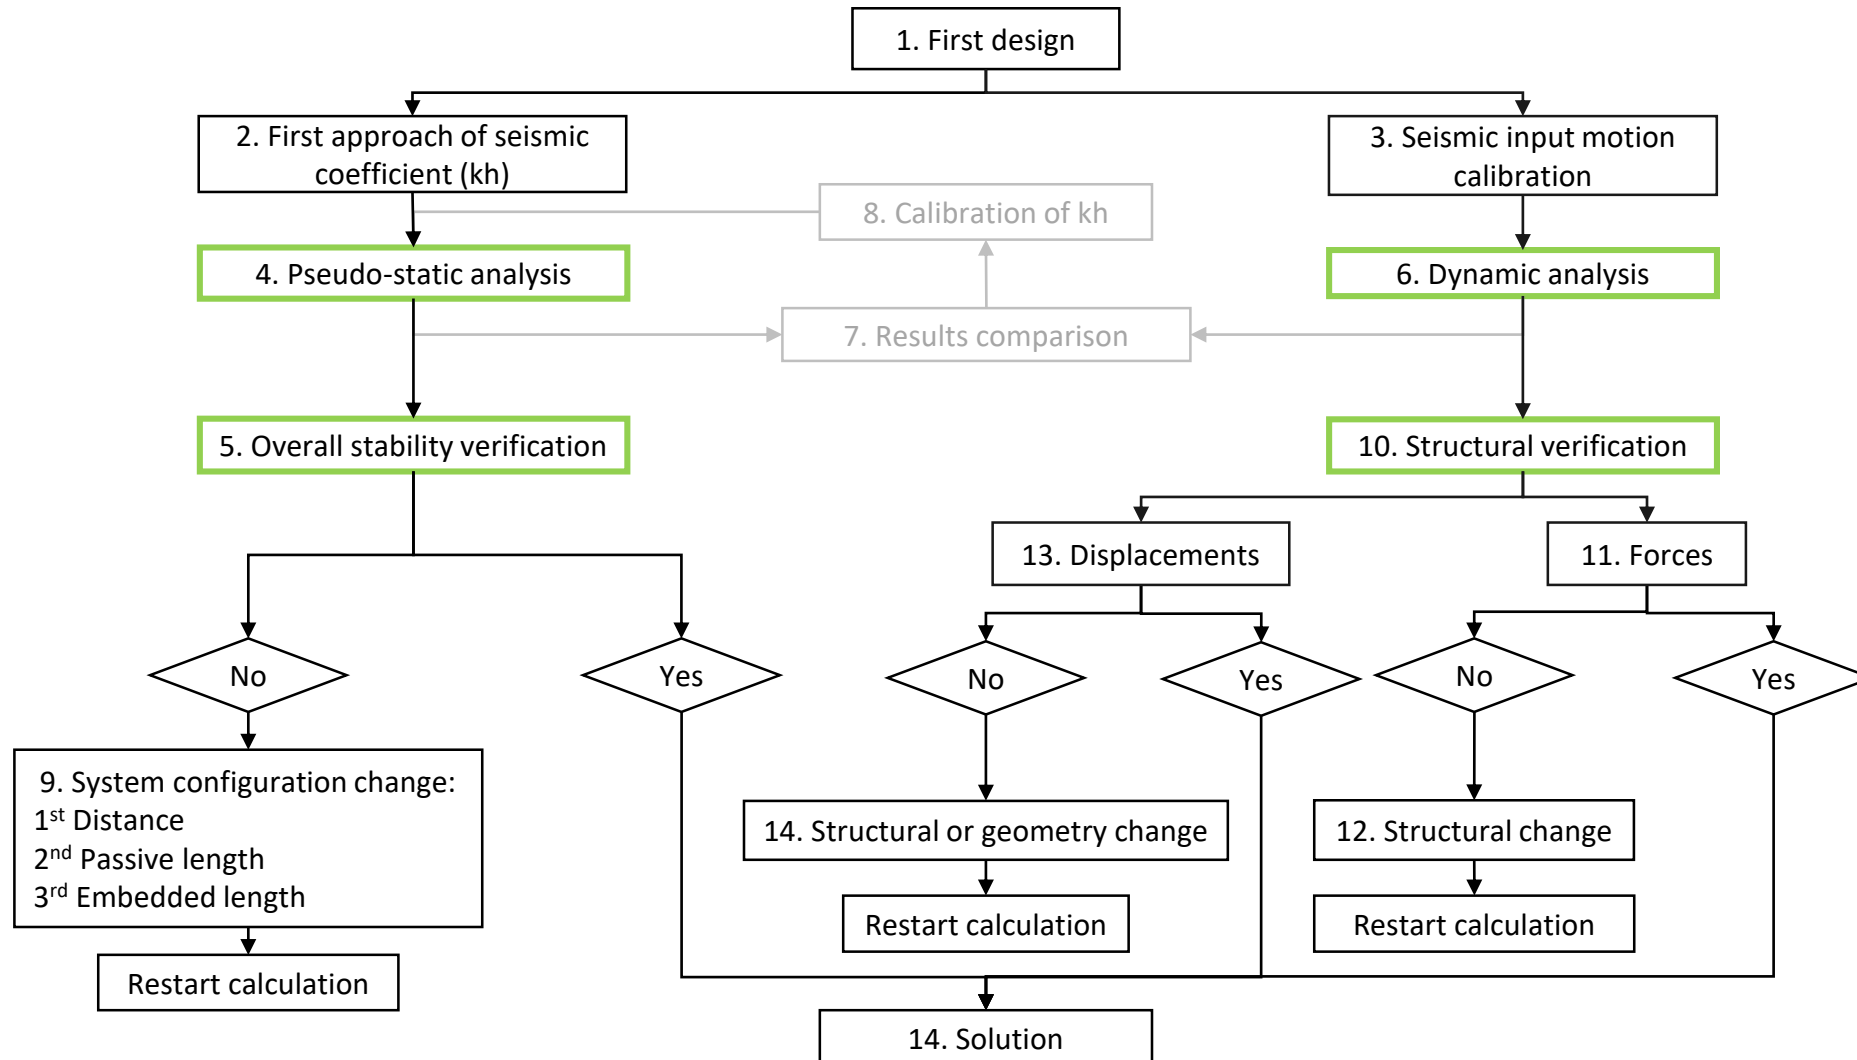 1. First design
2. First approach of seismic
coefficient (kh)
3. Seismic input motion
calibration
8. Calibration of kh
4. Pseudo-static analysis
6. Dynamic analysis
7. Results comparison
5. Overall stability verification
10. Structural verification
13. Displacements
11. Forces
No
Yes
No
Yes
No
Yes
9. System configuration change:
1st Distance
2nd Passive length
3rd Embedded length
14. Structural or geometry change
12. Structural change
Restart calculation
Restart calculation
Restart calculation
14. Solution